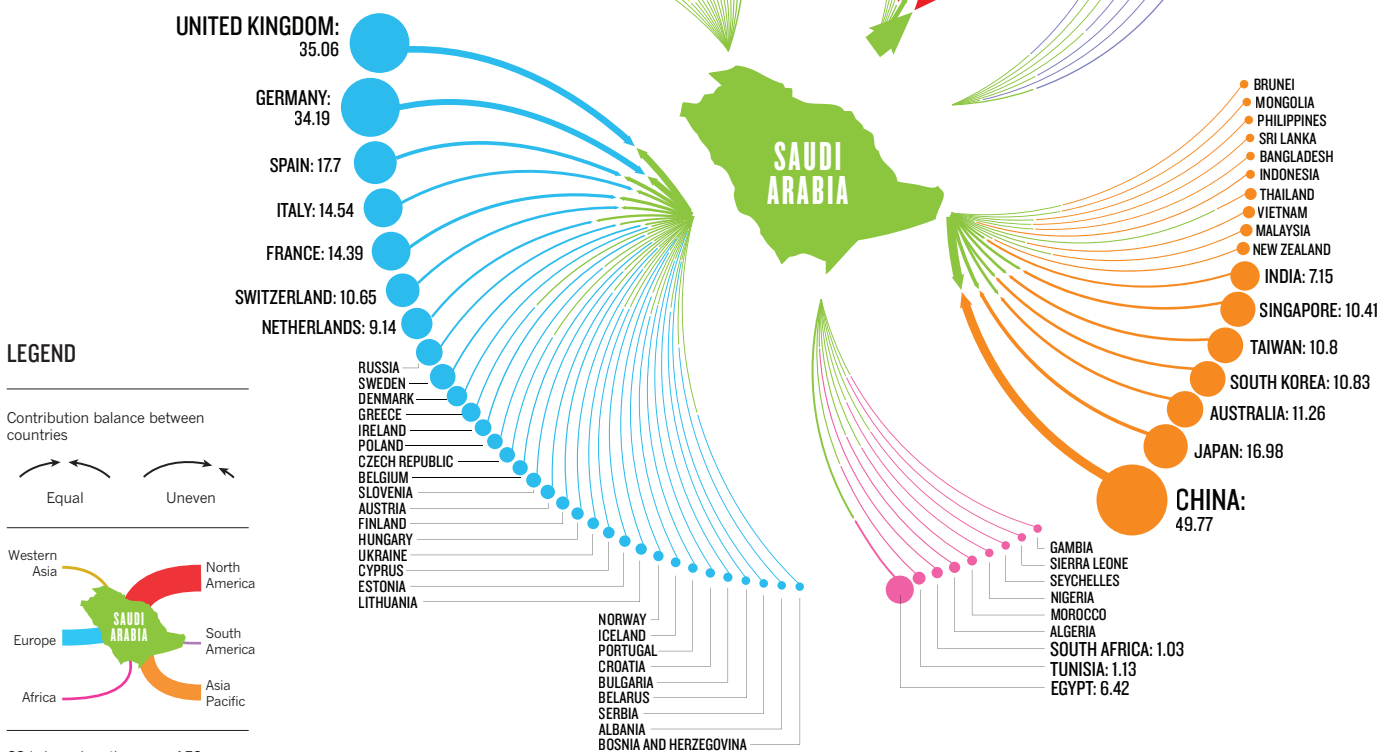 UNITED KINGDOM:
35.06
GERMANY:
34.19
SPAIN: 17.7
ITALY: 14.54
FRANCE: 14.39
SWITZERLAND: 10.65
NETHERLANDS: 9.14
RUSSIA
SWEDEN
DENMARK
GREECE
IRELAND
POLAND
CZECH REPUBLIC
BELGIUM
SLOVENIA
AUSTRIA
FINLAND
HUNGARY
UKRAINE
CYPRUS
ESTONIA
LITHUANIA
NORWAY
ICELAND
PORTUGAL
CROATIA
BULGARIA
BELARUS
SERBIA
ALBANIA
BOSNIA AND HERZEGOVINA
SAUDI
ARABIA
BRUNEI
MONGOLIA
PHILIPPINES
SRI LANKA
BANGLADESH
INDONESIA
THAILAND
VIETNAM
MALAYSIA
NEW ZEALAND
INDIA: 7.15
SINGAPORE: 10.41
TAIWAN: 10.8
SOUTH KOREA: 10.83
AUSTRALIA: 11.26
JAPAN: 16.98
CHINA:
49.77
GAMBIA
SIERRA LEONE
SEYCHELLES
NIGERIA
MOROCCO
ALGERIA
SOUTH AFRICA: 1.03
TUNISIA: 1.13
EGYPT: 6.42
LEGEND
Contribution balance between
countries
Equal
Uneven
Western
Asia
North
America
SAUDI
ARABIA
Europe
South
America
Africa
Asia
Pacific